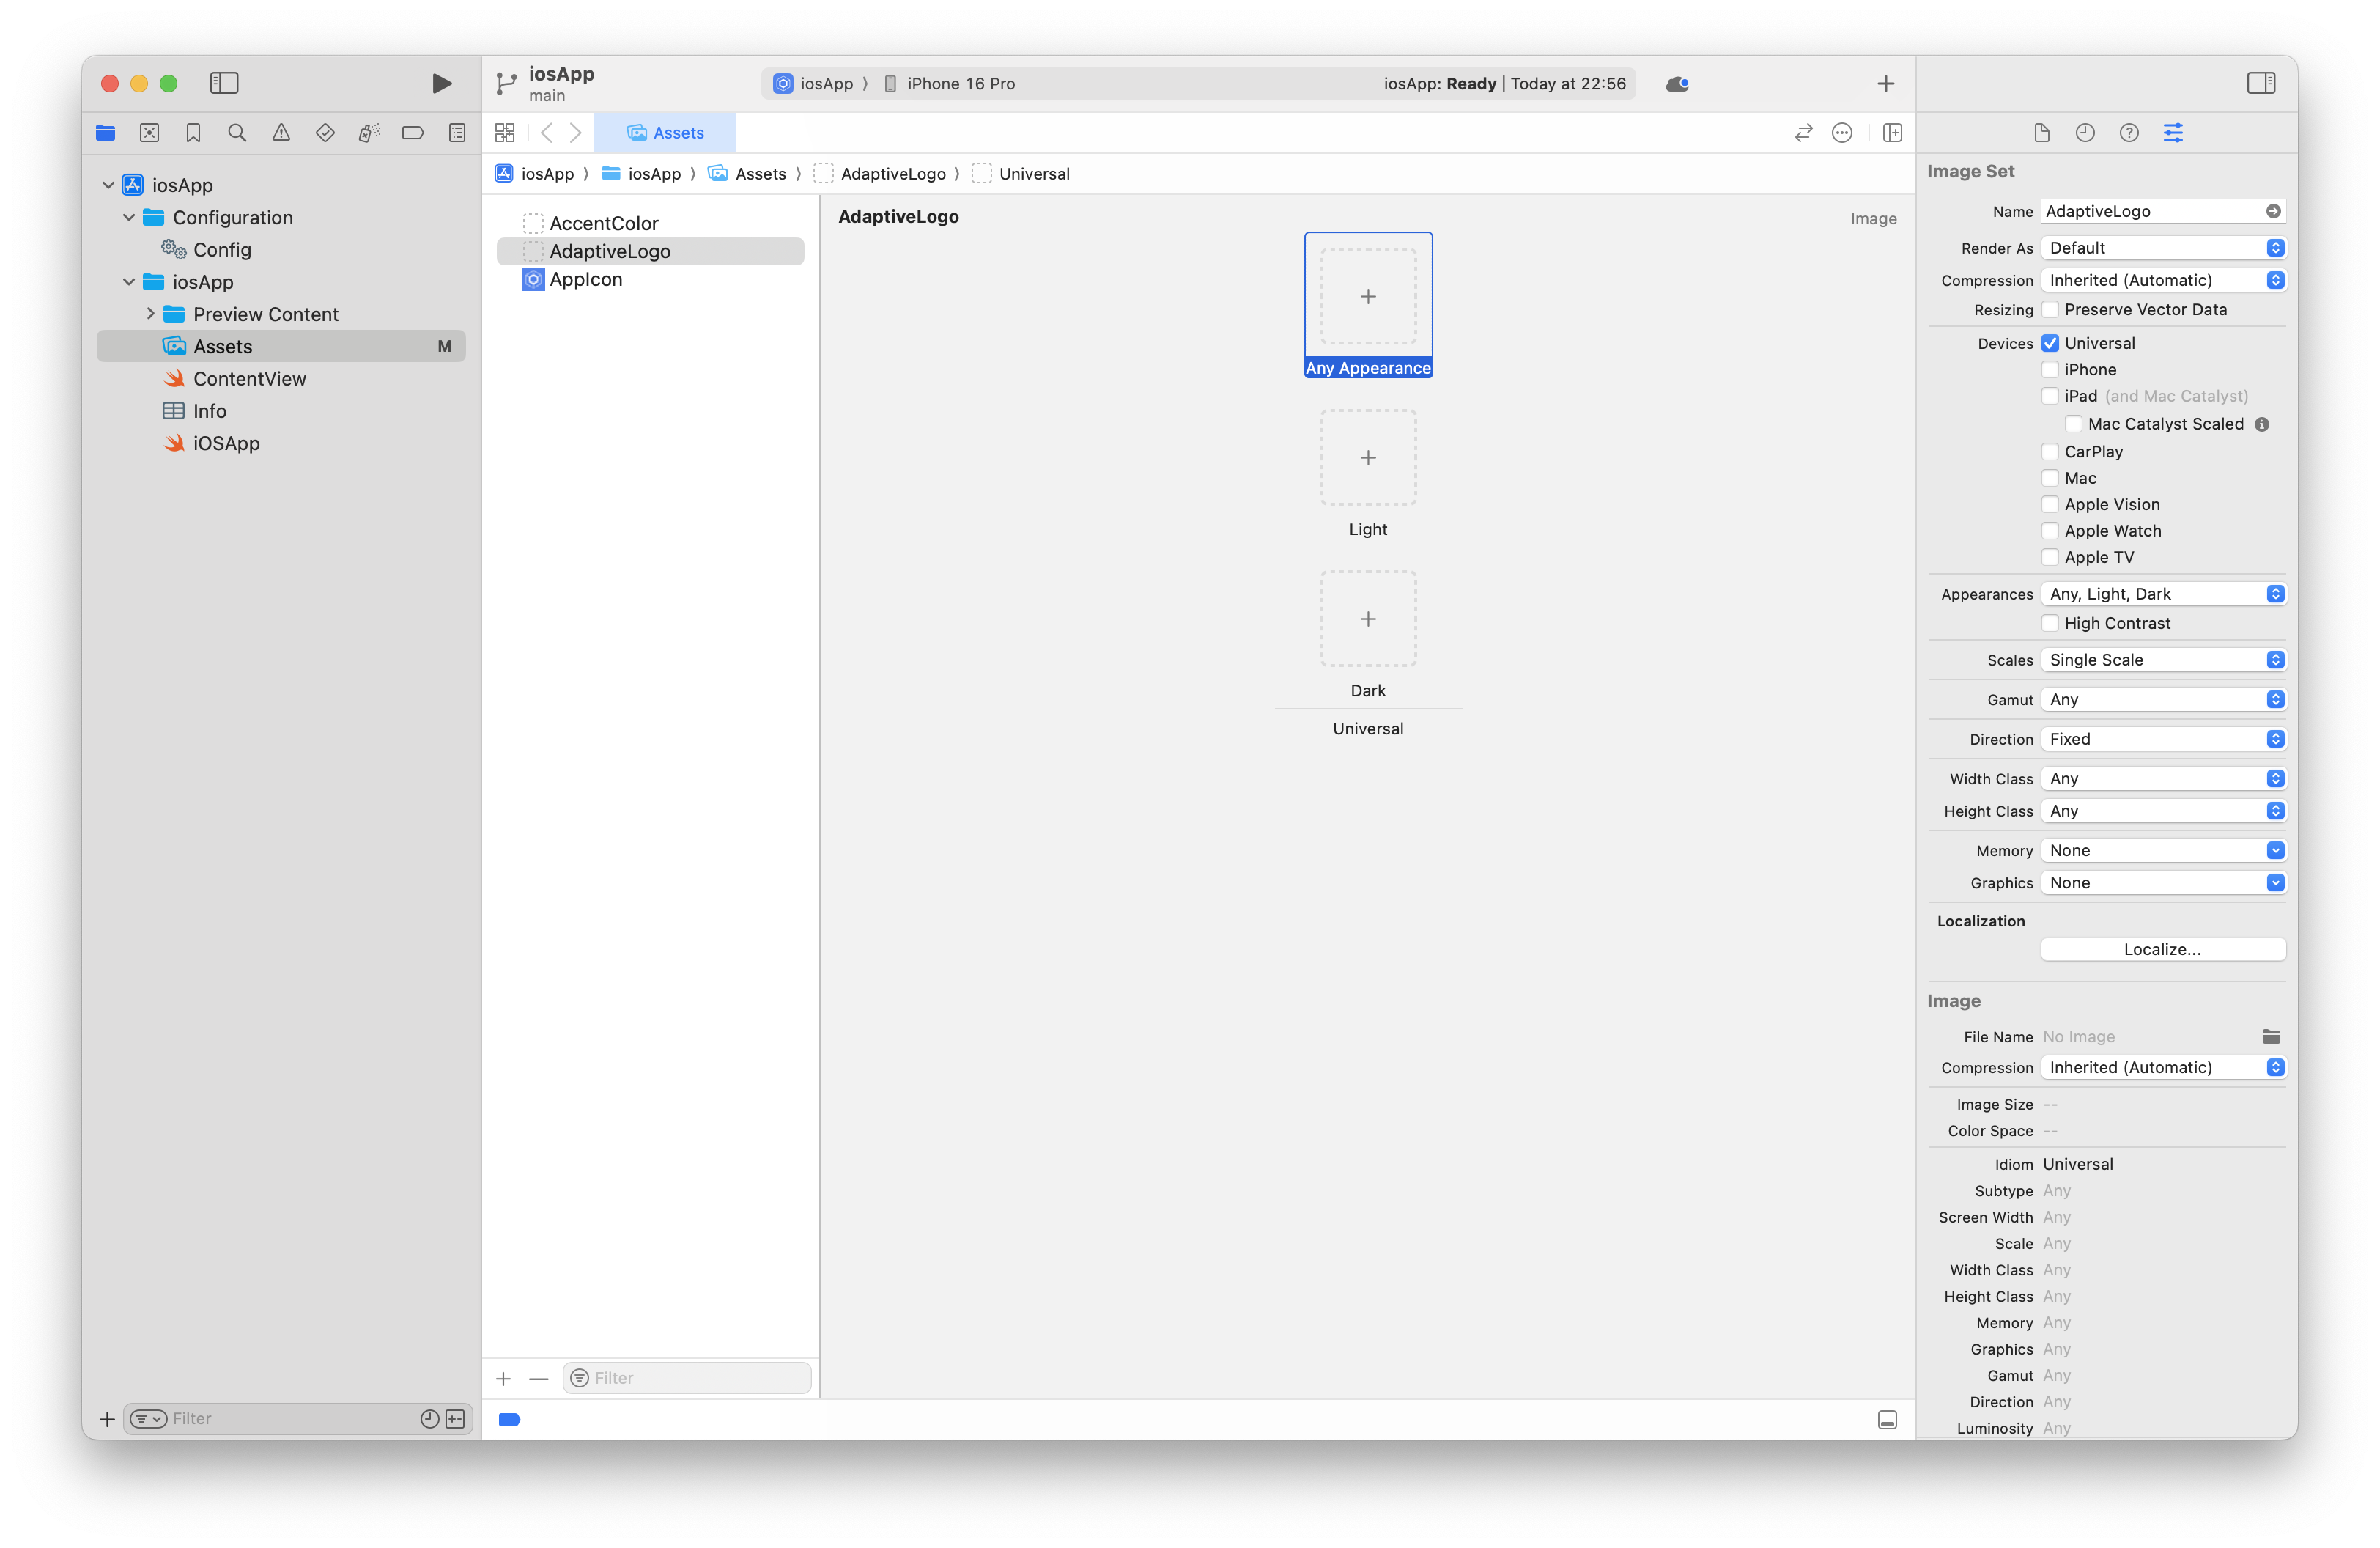 iosApp
main
iosApp ⟩ iPhone 16 Pro
iosApp: Ready | Today at 22:56
Assets
iosApp ⟩ iosApp ⟩ Assets ⟩ AdaptiveLogo ⟩ Universal
iosApp
Configuration
Config
iosApp
Preview Content
Assets M
ContentView
Info
iOSApp
Filter
AccentColor
AdaptiveLogo
AppIcon
Filter
AdaptiveLogo
Image
Any Appearance
Light
Dark
Universal
Image Set
Name AdaptiveLogo
Render As Default
Compression Inherited (Automatic)
Resizing Preserve Vector Data
Devices Universal
iPhone
iPad (and Mac Catalyst)
Mac Catalyst Scaled
CarPlay
Mac
Apple Vision
Apple Watch
Apple TV
Appearances Any, Light, Dark
High Contrast
Scales Single Scale
Gamut Any
Direction Fixed
Width Class Any
Height Class Any
Memory None
Graphics None
Localization
Localize...
Image
File Name No Image
Compression Inherited (Automatic)
Image Size --
Color Space --
Idiom Universal
Subtype Any
Screen Width Any
Scale Any
Width Class Any
Height Class Any
Memory Any
Graphics Any
Gamut Any
Direction Any
Luminosity Any